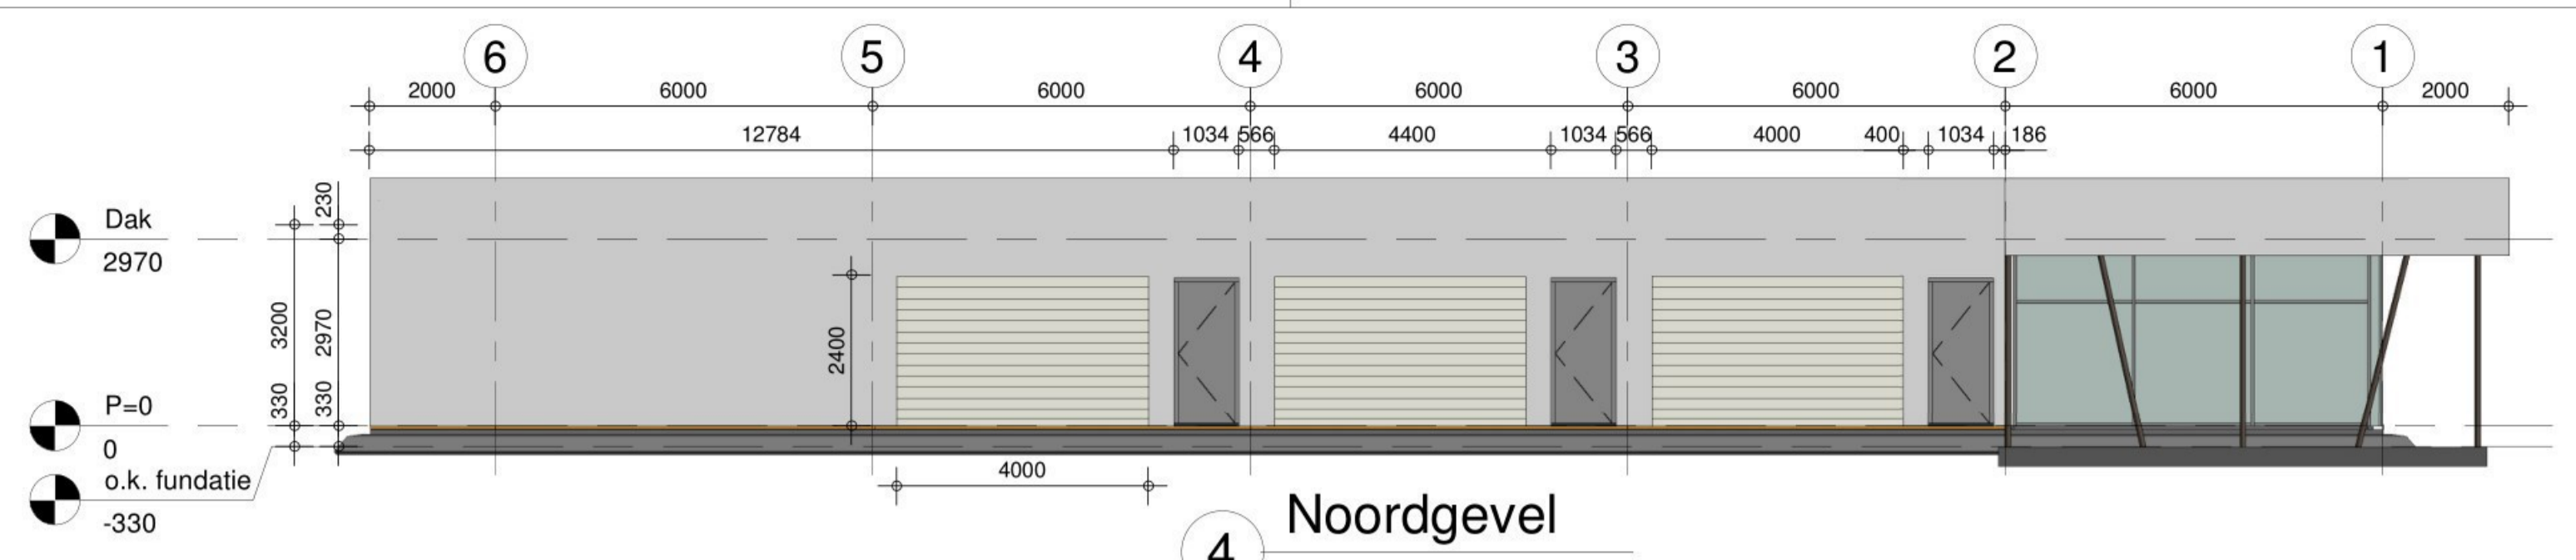 6 5 4 3 2 1
2000 6000 6000 6000 6000 6000 2000
12784 1034 566 4400 1034 566 4000 400 1034 186
230
Dak
2970
3200 2970
2400
330 330
P=0
0
o.k. fundatie
-330
4000
4 Noordgevel